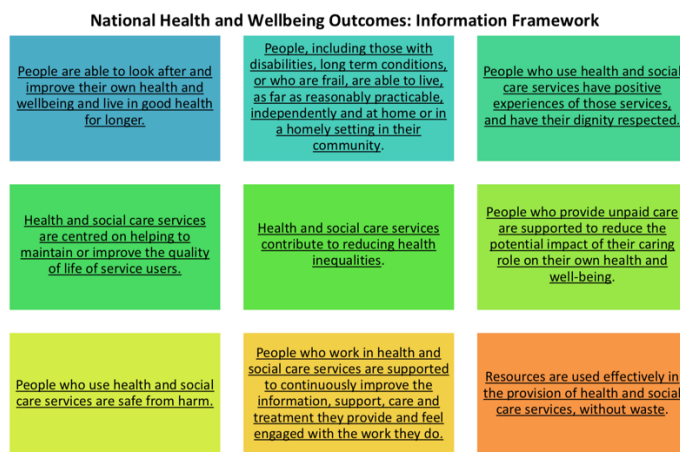 National Health and Wellbeing Outcomes: Information Framework
People are able to look after and
improve their own health and
wellbeing and live in good health
for longer.
People, including those with
disabilities, long term conditions,
or who are frail, are able to live,
as far as reasonably practicable,
independently and at home or in
a homely setting in their
community.
People who use health and social
care services have positive
experiences of those services,
and have their dignity respected.
Health and social care services
are centred on helping to
maintain or improve the quality
of life of service users.
Health and social care services
contribute to reducing health
inequalities.
People who provide unpaid care
are supported to reduce the
potential impact of their caring
role on their own health and
well-being.
People who use health and social
care services are safe from harm.
People who work in health and
social care services are supported
to continuously improve the
information, support, care and
treatment they provide and feel
engaged with the work they do.
Resources are used effectively in
the provision of health and social
care services, without waste.